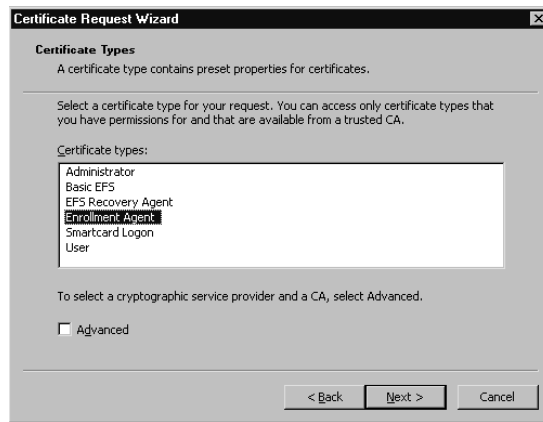 Certificate Request Wizard
Certificate Types
A certificate type contains preset properties for certificates.
Select a certificate type for your request. You can access only certificate types that
you have permissions for and that are available from a trusted CA.
Certificate types:
Administrator
Basic EFS
EFS Recovery Agent
Enrollment Agent
Smartcard Logon
User
To select a cryptographic service provider and a CA, select Advanced.
Advanced
< Back Next > Cancel